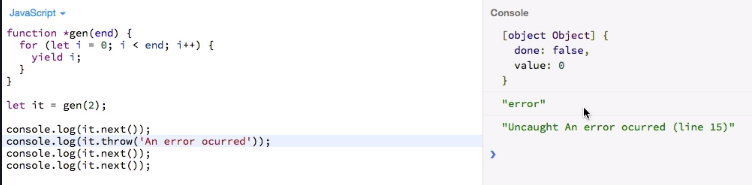 JavaScript
function *gen(end) {
for (let i = 0; i < end; i++) {
yield i;
}
}
let it = gen(2);
console.log(it.next());
console.log(it.throw('An error ocurred'));
console.log(it.next());
console.log(it.next());
Console
[object Object] {
done: false,
value: 0
}
"error"
"Uncaught An error ocurred (line 15)"